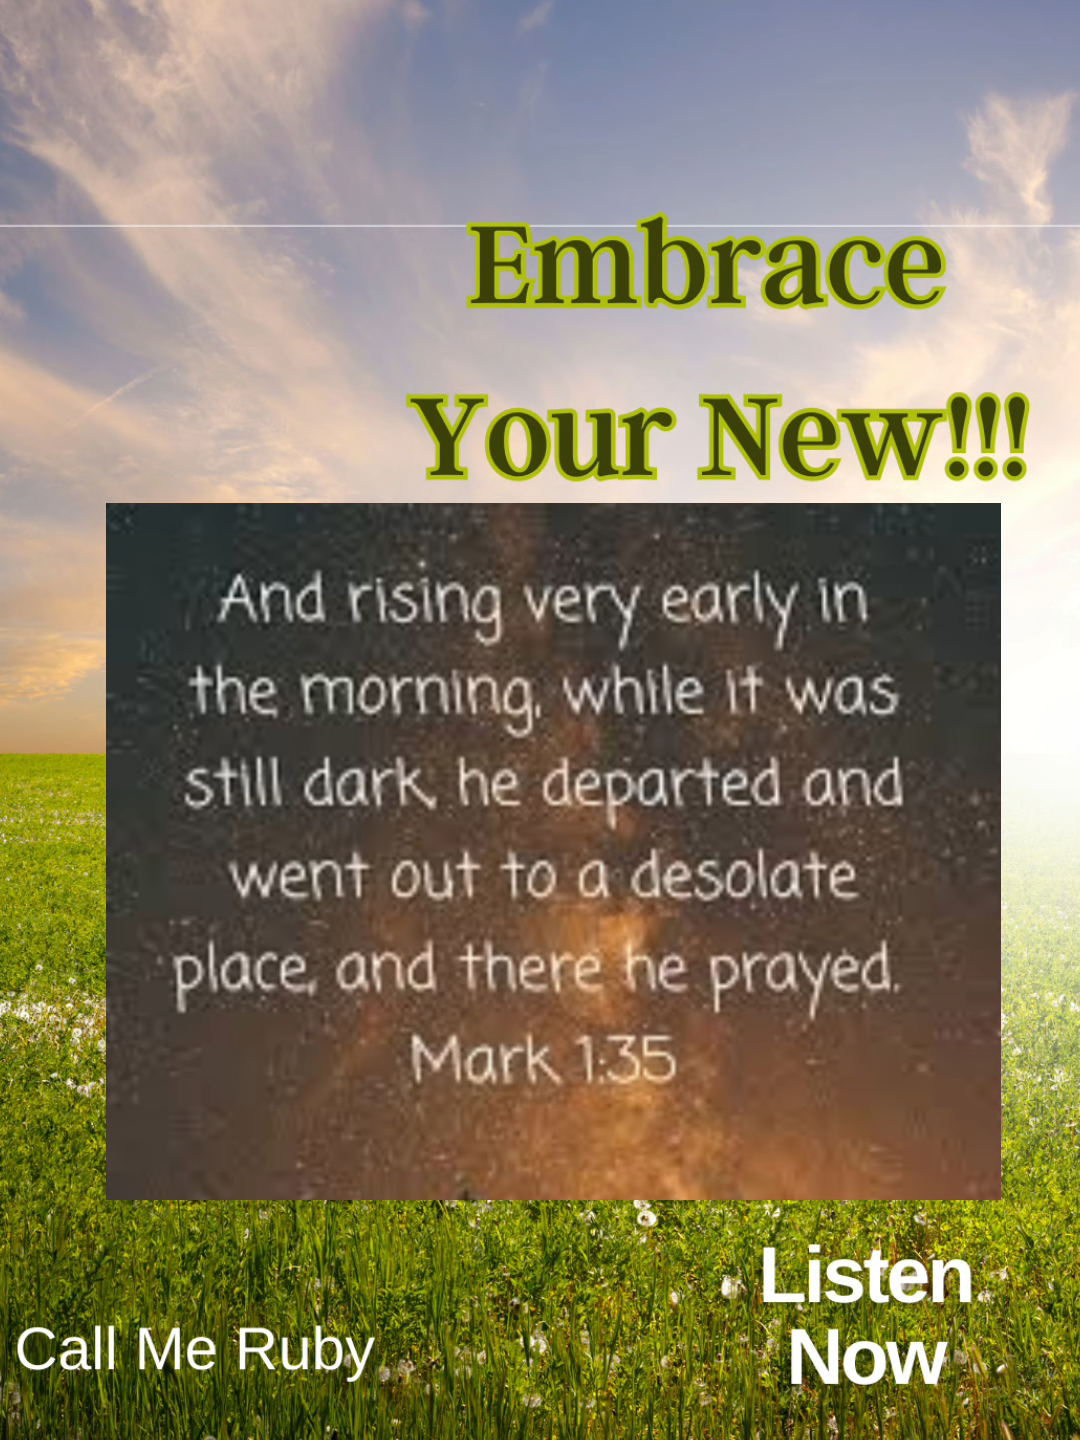 Embrace
Your New!!!
And rising very early in
the morning, while it was
still dark, he departed and
went out to a desolate
place, and there he prayed.
Mark 1:35
Listen
Now
Call Me Ruby